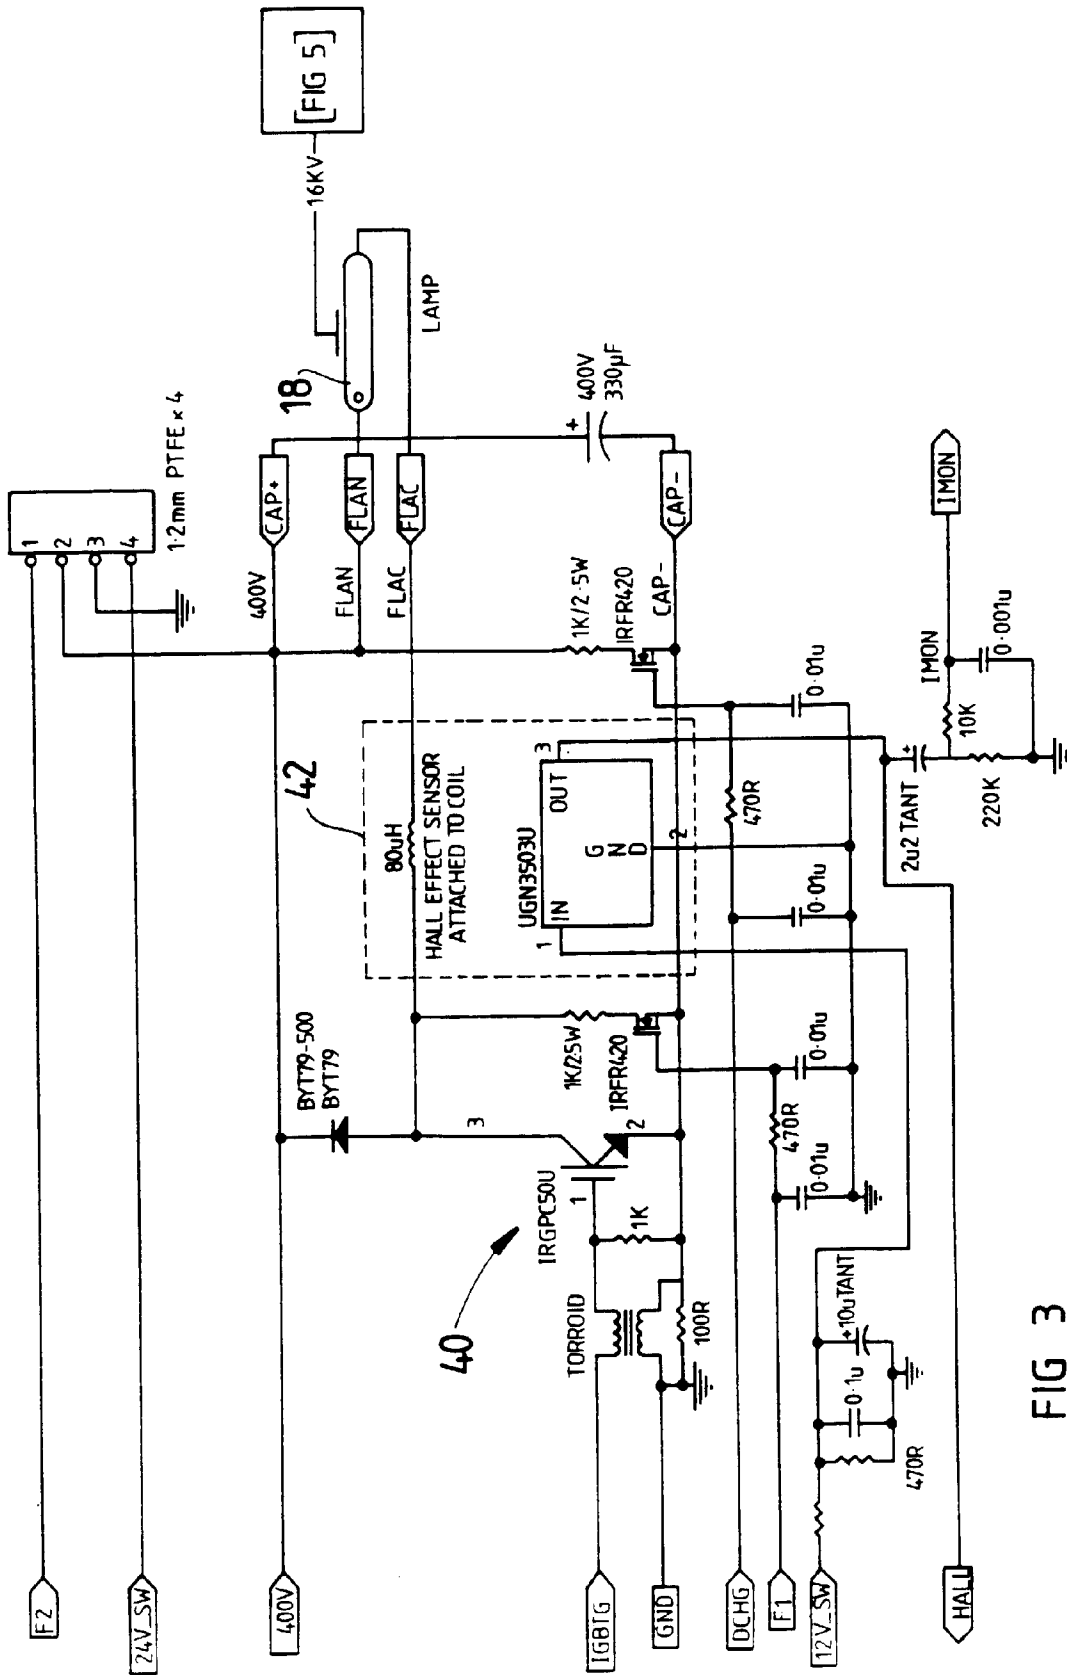 F2
24V_SW
1
2
3
4
1·2mm PTFE × 4
400V
400V
CAP+
FLAN
FLAN
FLAC
FLAC
18
LAMP
16KV
[FIG 5]
+
400V
330µF
CAP-
CAP-
BYT79-500
BYT79
42
80uH
HALL EFFECT SENSOR
ATTACHED TO COIL
UGN3503U
IN
OUT
GND
1
2
3
1K/2·5W
IRFR420
1K/2·5W
IRFR420
40
IRGPC50U
1
2
3
IGBTG
TORROID
1K
100R
GND
DCHG
470R
0·01u
0·01u
F1
470R
0·01u
0·01u
12V_SW
470R
0·1u
+10uTANT
HALL
2u2 TANT
+
220K
10K
IMON
0·001u
IMON
FIG 3